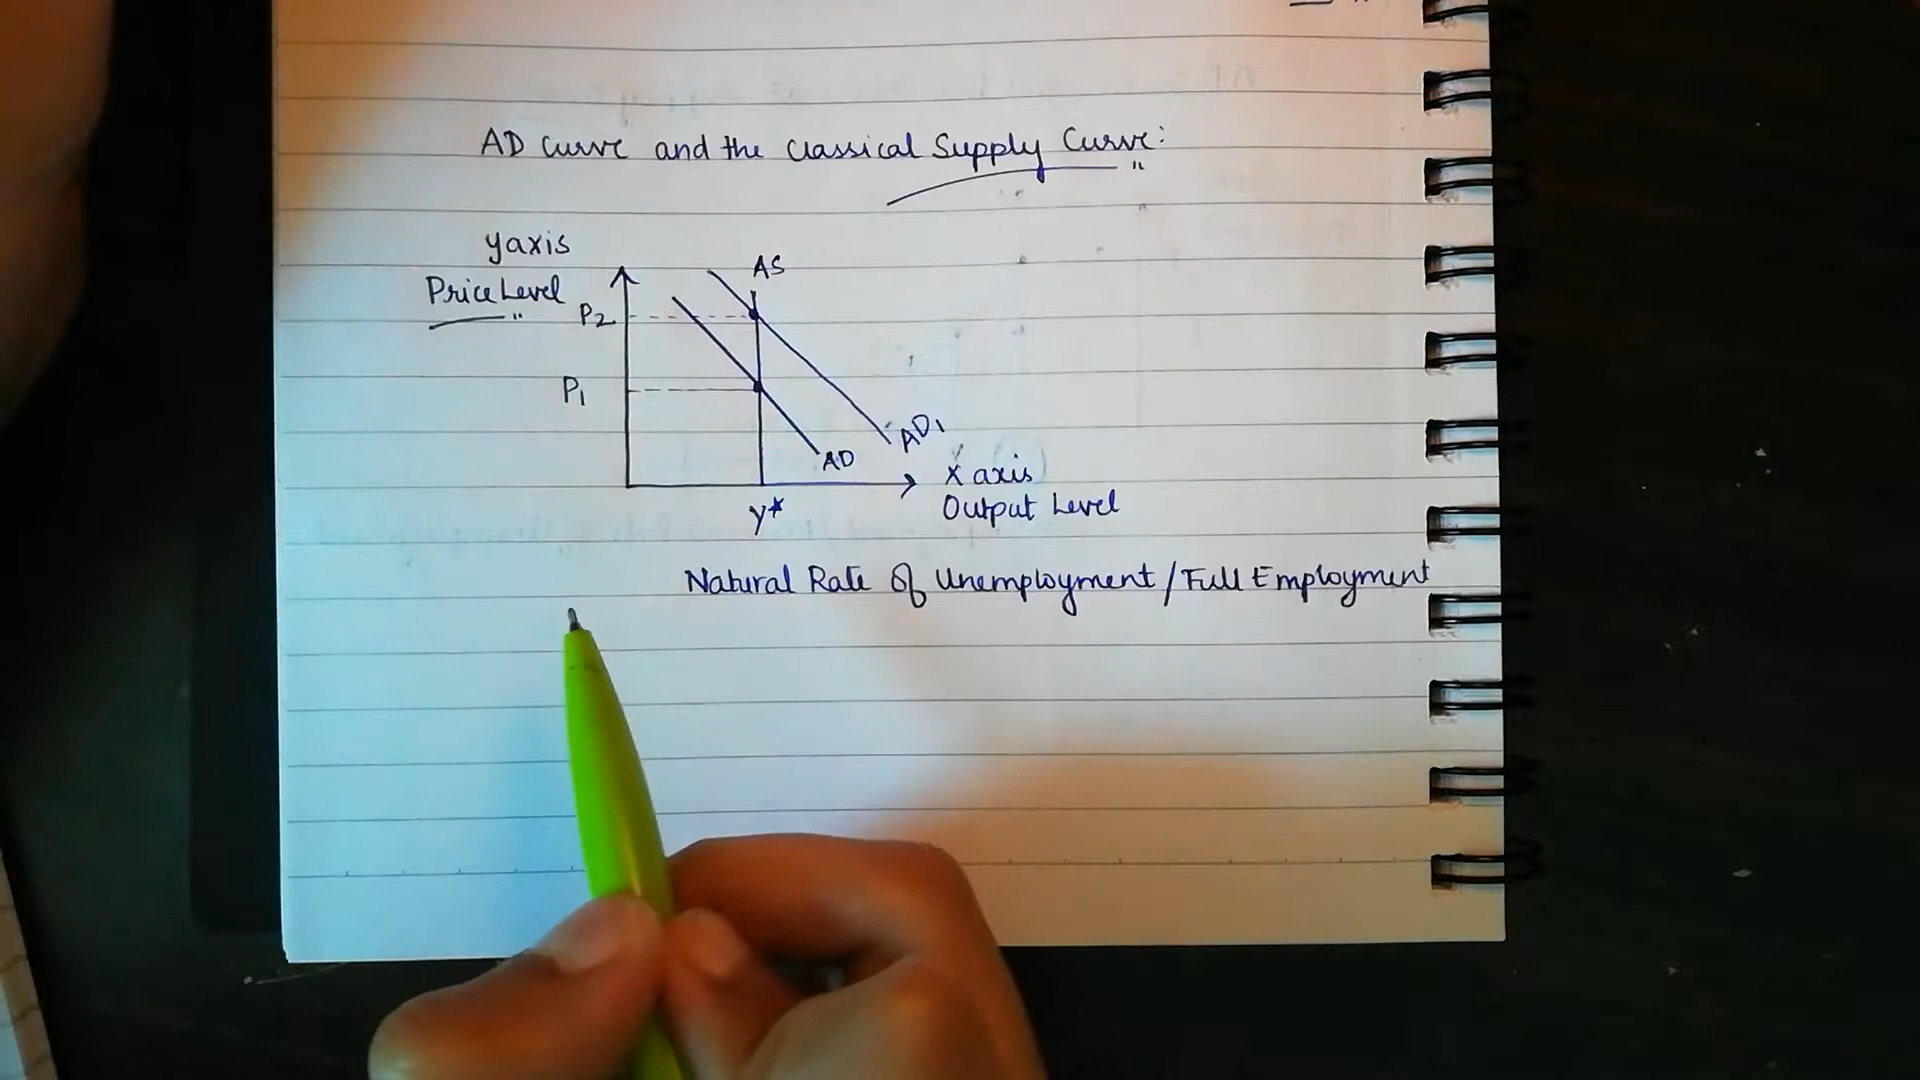 AD Curve and the Classical Supply Curve:
yaxis
Price Level
AS
P2
P1
AD1
AD
X axis
Output Level
y*
Natural Rate Of Unemployment / Full Employment